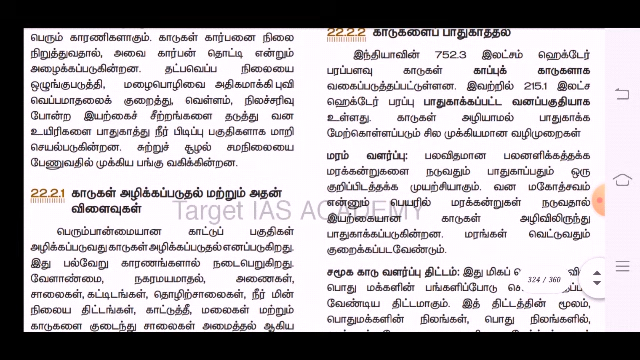 பெரும் காரணிகளாகும். காடுகள் கார்பனை நிலை
நிறுத்துவதால், அவை கார்பன் தொட்டி என்றும்
அழைக்கப்படுகின்றன. தட்பவெப்ப நிலையை
ஒழுங்குபடுத்தி, மழைபொழிவை அதிகமாக்கி புவி
வெப்பமாதலைக் குறைத்து, வெள்ளம், நிலச்சரிவு
போன்ற இயற்கைச் சீற்றங்களை தடுத்து வன
உயிரிகளை பாதுகாத்து நீர் பிடிப்பு பகுதிகளாக மாறி
செயல்படுகின்றன. சுற்றுச் சூழல் சமநிலையை
பேணுவதில் முக்கிய பங்கு வகிக்கின்றன.
22.2.1 காடுகள் அழிக்கப்படுதல் மற்றும் அதன்
விளைவுகள்
பெரும்பான்மையான காட்டுப் பகுதிகள்
அழிக்கப்படுவது காடுகள் அழிக்கப்படுதல் எனப்படுகிறது.
இது பல்வேறு காரணங்களால் நடைபெறுகிறது.
வேளாண்மை, நகரமயமாதல், அணைகள்,
சாலைகள், கட்டிடங்கள், தொழிற்சாலைகள், நீர் மின்
நிலைய திட்டங்கள், காட்டுத்தீ, மலைகள் மற்றும்
காடுகளை குடைந்து சாலைகள் அமைத்தல் ஆகிய
22.2.2 காடுகளைப் பாதுகாத்தல்
இந்தியாவின் 752.3 இலட்சம் ஹெக்டேர்
பரப்பளவு காடுகள் காப்புக் காடுகளாக
வகைப்படுத்தப்பட்டுள்ளன. இவற்றில் 215.1 இலட்ச
ஹெக்டேர் பரப்பு பாதுகாக்கப்பட்ட வனப்பகுதியாக
உள்ளது. காடுகள் அழியாமல் பாதுகாக்க
மேற்கொள்ளப்படும் சில முக்கியமான வழிமுறைகள்
மரம் வளர்ப்பு: பலவிதமான பலனளிக்கத்தக்க
மரக்கன்றுகளை நடுவதும் பாதுகாப்பதும் ஒரு
குறிப்பிடத்தக்க முயற்சியாகும். வன மகோத்சவம்
என்னும் பெயரில் மரக்கன்றுகள் நடுவதால்
இயற்கையான காடுகள் அழிவிலிருந்து
பாதுகாக்கப்படுகின்றன. மரங்கள் வெட்டுவதும்
குறைக்கப்படவேண்டும்.
சமூக காடு வளர்ப்பு திட்டம்: இது மிகப்
பொது மக்களின் பங்களிப்போடு
வேண்டிய திட்டமாகும். இத் திட்டத்தின் மூலம்,
பொதுமக்களின் நிலங்கள், பொது நிலங்களில்,
Target IAS ACADEMY
324 / 360